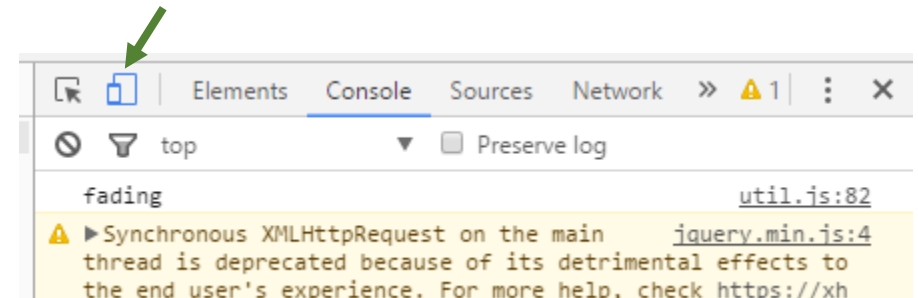 Elements Console Sources Network » 1
top Preserve log
fading util.js:82
Synchronous XMLHttpRequest on the main jquery.min.js:4
thread is deprecated because of its detrimental effects to
the end user's experience. For more help, check https://xh